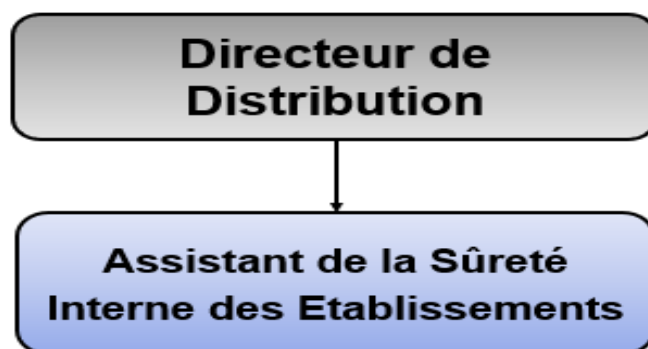 Directeur de
Distribution
Assistant de la Sûreté
Interne des Etablissements